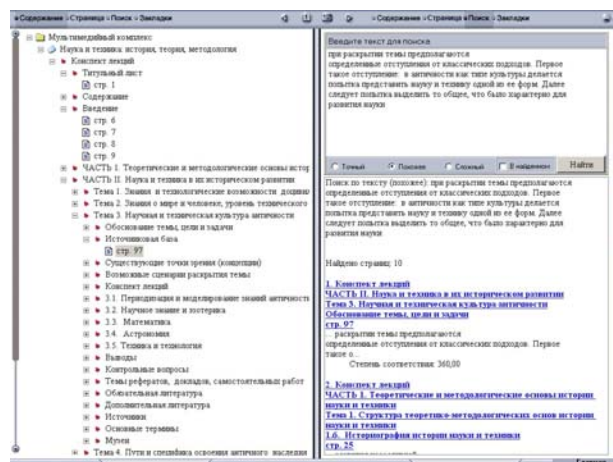 Содержание Страница Поиск Закладки
Содержание Страница Поиск Закладки
Мультимедийный комплекс
Наука и техника: история, теория, методология
Конспект лекций
Титульный лист
стр. 1
Содержание
Введение
стр. 6
стр. 7
стр. 8
стр. 9
ЧАСТЬ 1. Теоретические и методологические основы истор
ЧАСТЬ II. Наука и техника в их историческом развитии
Тема 1. Знания и технологические возможности доциви
Тема 2. Знания о мире и человеке, уровень технического
Тема 3. Научная и техническая культура античности
Обоснование темы, цели и задачи
Источниковая база
стр. 97
Существующие точки зрения (концепции)
Возможные сценарии раскрытия темы
Конспект лекций
3.1. Периодизация и моделирование знаний античност
3.2. Научное знание и эзотерика
3.3. Математика
3.4. Астрономия
3.5. Техника и технология
Выводы
Контрольные вопросы
Темы рефератов, докладов, самостоятельных работ
Обязательная литература
Дополнительная литература
Источники
Основные термины
Музеи
Тема 4. Пути и специфика освоения античного наследия
Введите текст для поиска
при раскрытии темы предполагаются
определенные отступления от классических подходов. Первое
такое отступление: в античности как типе культуры делается
попытка представить науку и технику одной из ее форм. Далее
следует попытка выделить то общее, что было характерно для
развития науки
Точный Похожее Сложный В найденном Найти
Поиск по тексту (похожее): при раскрытии темы предполагаются
определенные отступления от классических подходов. Первое
такое отступление: в античности как типе культуры делается
попытка представить науку и технику одной из ее форм. Далее
следует попытка выделить то общее, что было характерно для
развития науки
Найдено страниц: 10
1. Конспект лекций
ЧАСТЬ II. Наука и техника в их историческом развитии
Тема 3. Научная и техническая культура античности
Обоснование темы, цели и задачи
стр. 97
... раскрытии темы предполагаются
определенные отступления от классических подходов. Первое
такое о...
Степень соответствия: 360,00
2. Конспект лекций
ЧАСТЬ 1. Теоретические и методологические основы истории
науки и техники
Тема 1. Структура теоретико-методологических основ истории
науки и техники
1.6. Историография истории науки и техники
стр. 25